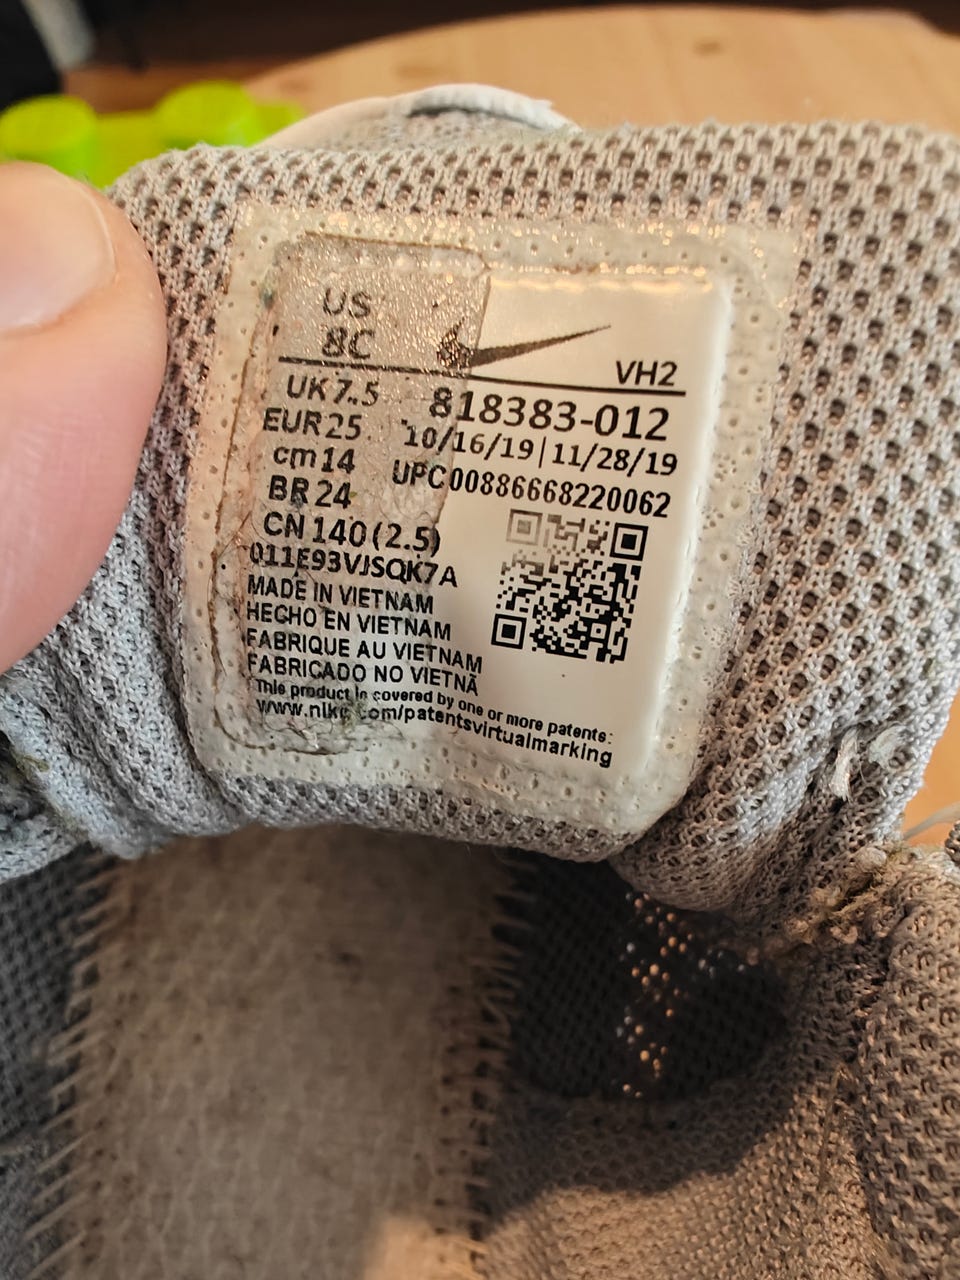 US
8C
VH2
UK 7.5
818383-012
EUR 25
10/16/19|11/28/19
cm 14
UPC00886668220062
BR 24
CN 140 (2.5)
011E93VJSQK7A
MADE IN VIETNAM
HECHO EN VIETNAM
FABRIQUE AU VIETNAM
FABRICADO NO VIETNÃ
This product is covered by one or more patents:
www.nike.com/patentsvirtualmarking